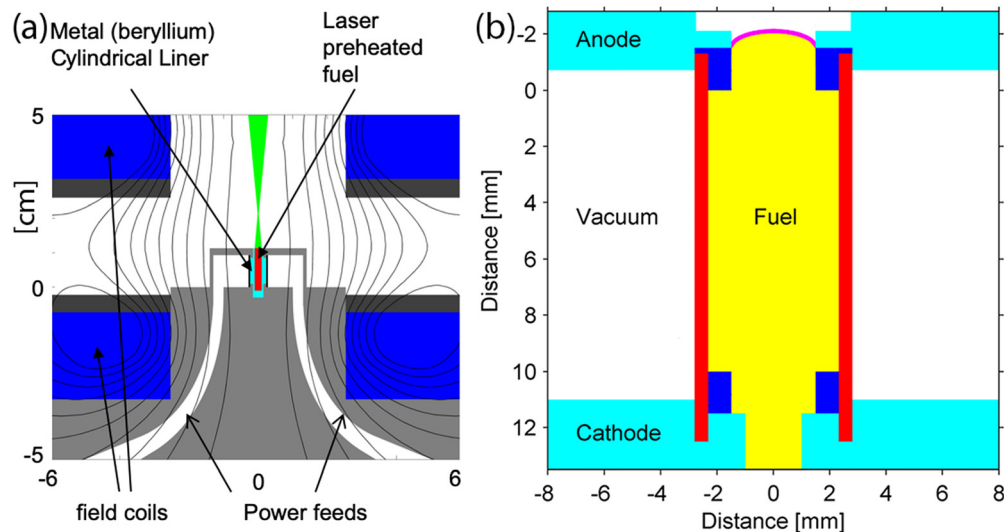 (a)
Metal (beryllium)
Cylindrical Liner
Laser
preheated
fuel
5
[cm]
0
-5
-6
0
6
field coils
Power feeds
(b)
-2
0
2
4
6
8
10
12
Distance [mm]
Anode
Vacuum
Fuel
Cathode
-8
-6
-4
-2
0
2
4
6
8
Distance [mm]